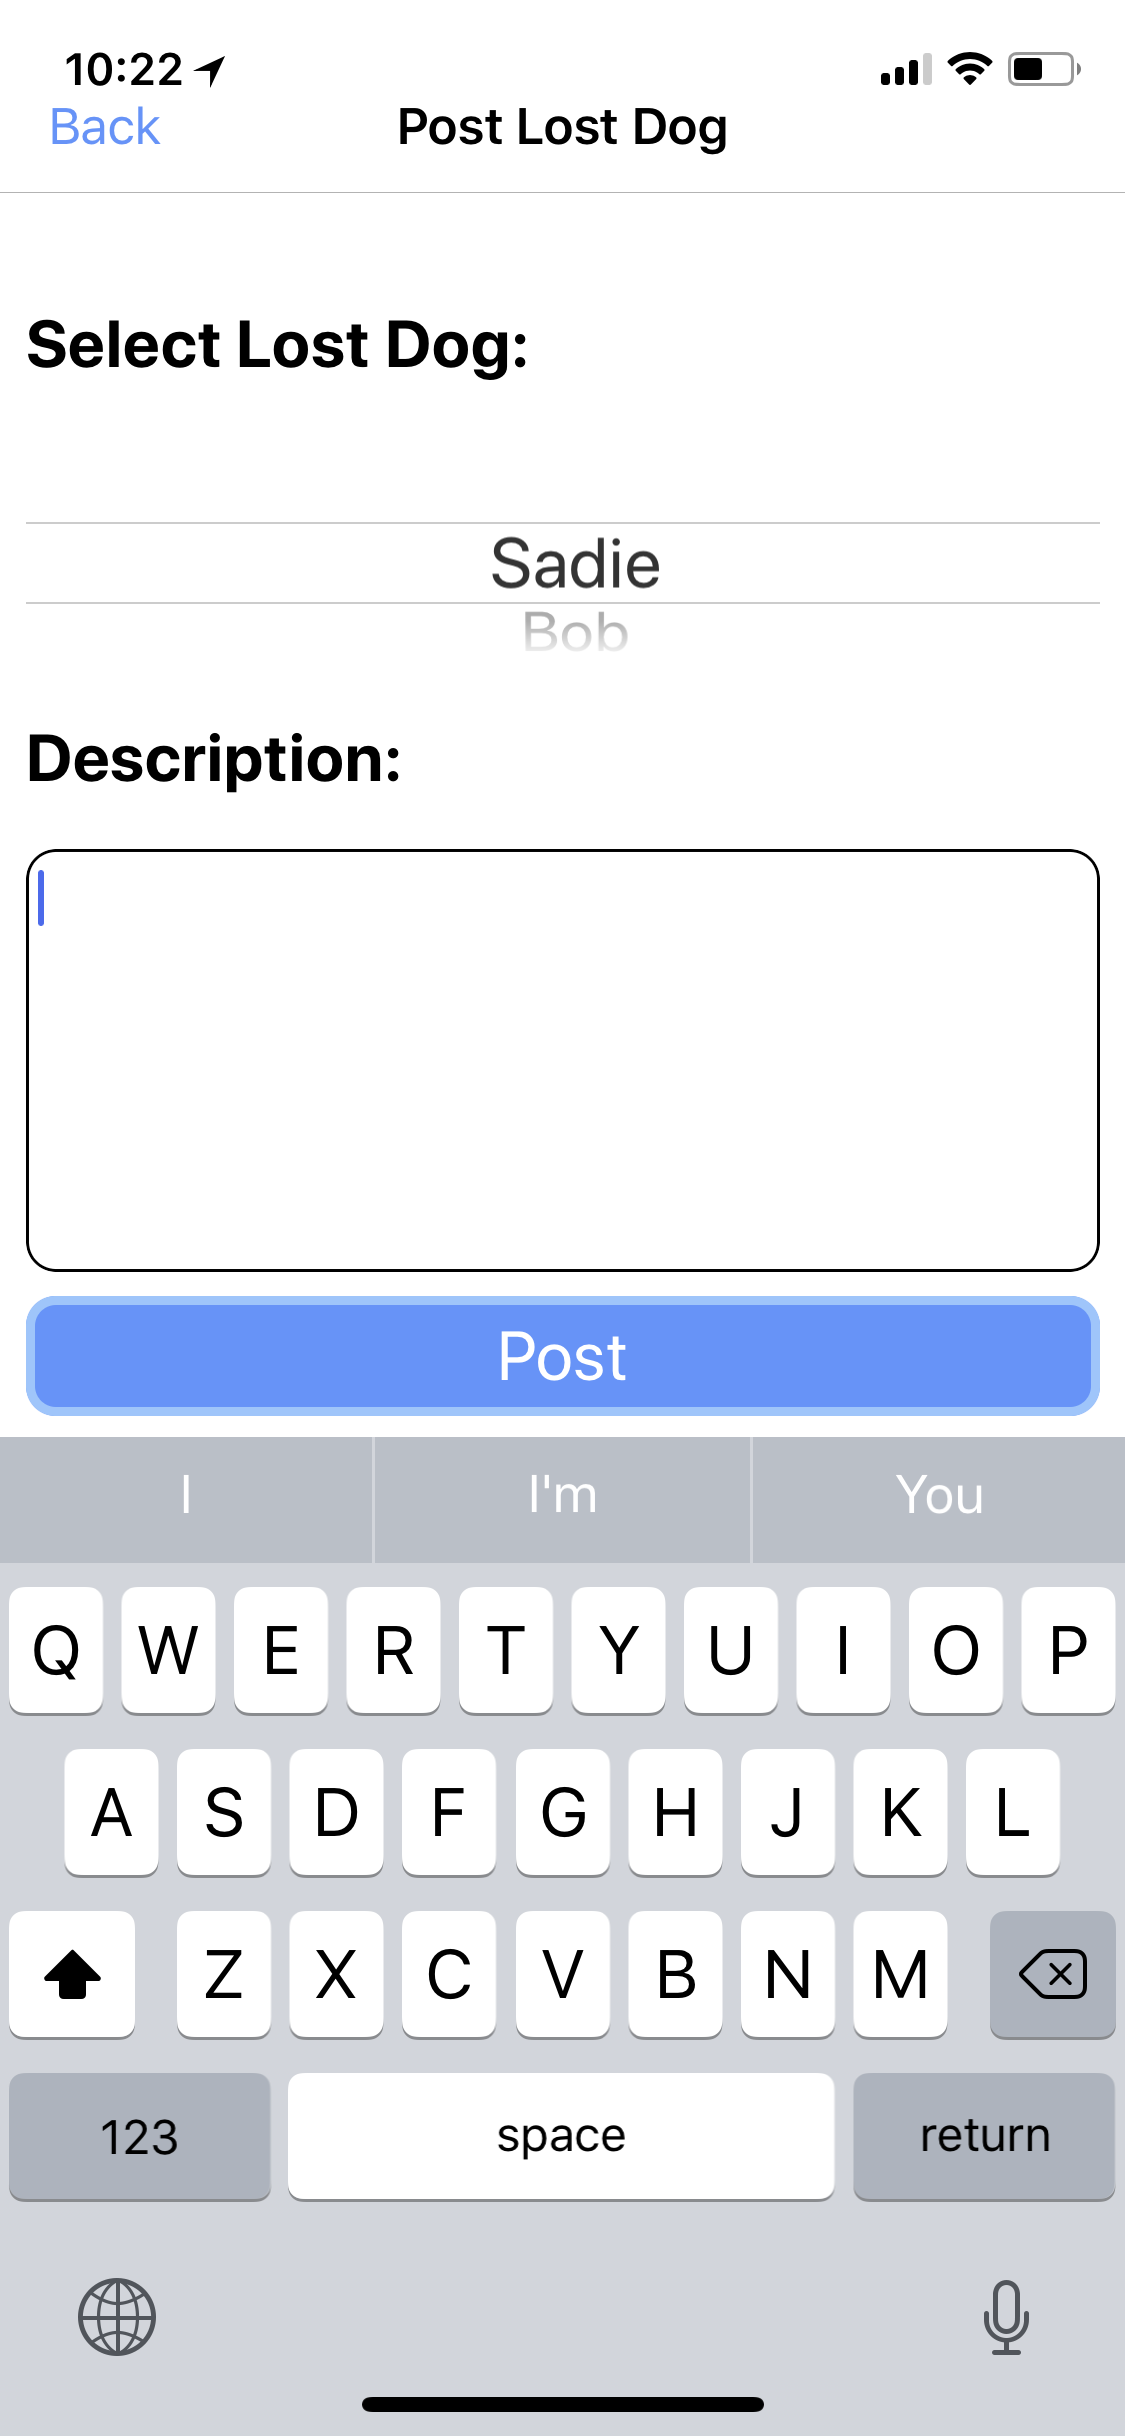 10:22
Back Post Lost Dog
Select Lost Dog:
Sadie
Bob
Description:
Post
I I'm You
Q W E R T Y U I O P
A S D F G H J K L
Z X C V B N M
123 space return